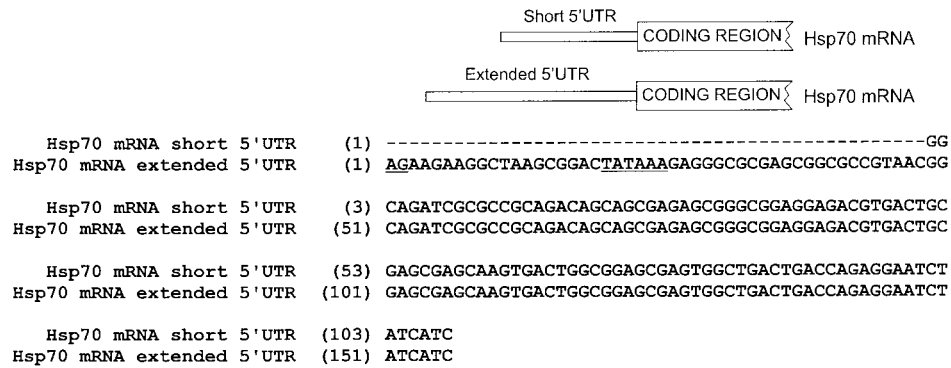 Short 5'UTR
CODING REGION Hsp70 mRNA
Extended 5'UTR
CODING REGION Hsp70 mRNA
Hsp70 mRNA short 5'UTR (1) ------------------------------------------------GG
Hsp70 mRNA extended 5'UTR (1) AGAAGAAGGCTAAGCGGACTATAAAGAGGGCGCGAGCGGCGCCGTAACGG
Hsp70 mRNA short 5'UTR (3) CAGATCGCGCCGCAGACAGCAGCGAGAGCGGGCGGAGGAGACGTGACTGC
Hsp70 mRNA extended 5'UTR (51) CAGATCGCGCCGCAGACAGCAGCGAGAGCGGGCGGAGGAGACGTGACTGC
Hsp70 mRNA short 5'UTR (53) GAGCGAGCAAGTGACTGGCGGAGCGAGTGGCTGACTGACCAGAGGAATCT
Hsp70 mRNA extended 5'UTR (101) GAGCGAGCAAGTGACTGGCGGAGCGAGTGGCTGACTGACCAGAGGAATCT
Hsp70 mRNA short 5'UTR (103) ATCATC
Hsp70 mRNA extended 5'UTR (151) ATCATC